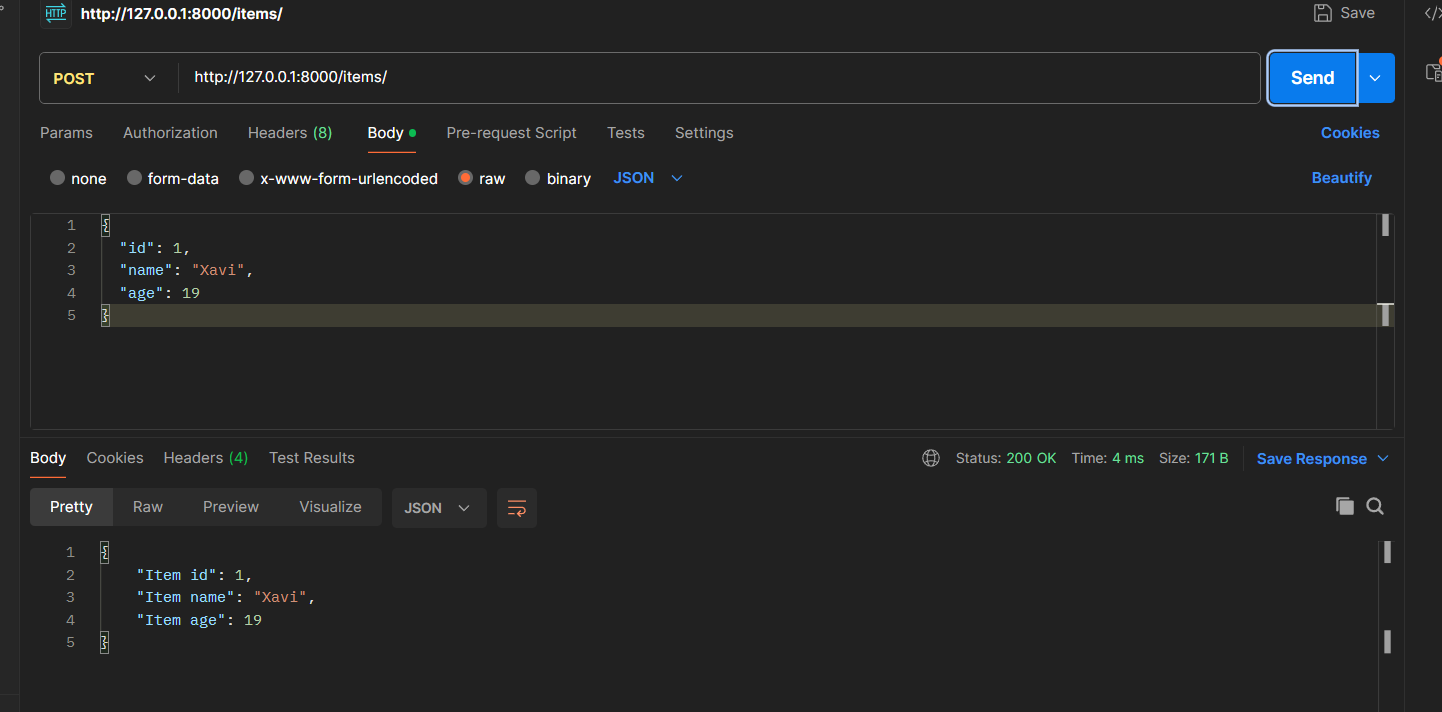 HTTP http://127.0.0.1:8000/items/ Save
POST http://127.0.0.1:8000/items/ Send
Params Authorization Headers (8) Body Pre-request Script Tests Settings Cookies
none form-data x-www-form-urlencoded raw binary JSON Beautify
1 {
2 "id": 1,
3 "name": "Xavi",
4 "age": 19
5 }
Body Cookies Headers (4) Test Results Status: 200 OK Time: 4 ms Size: 171 B Save Response
Pretty Raw Preview Visualize JSON
1 {
2 "Item id": 1,
3 "Item name": "Xavi",
4 "Item age": 19
5 }